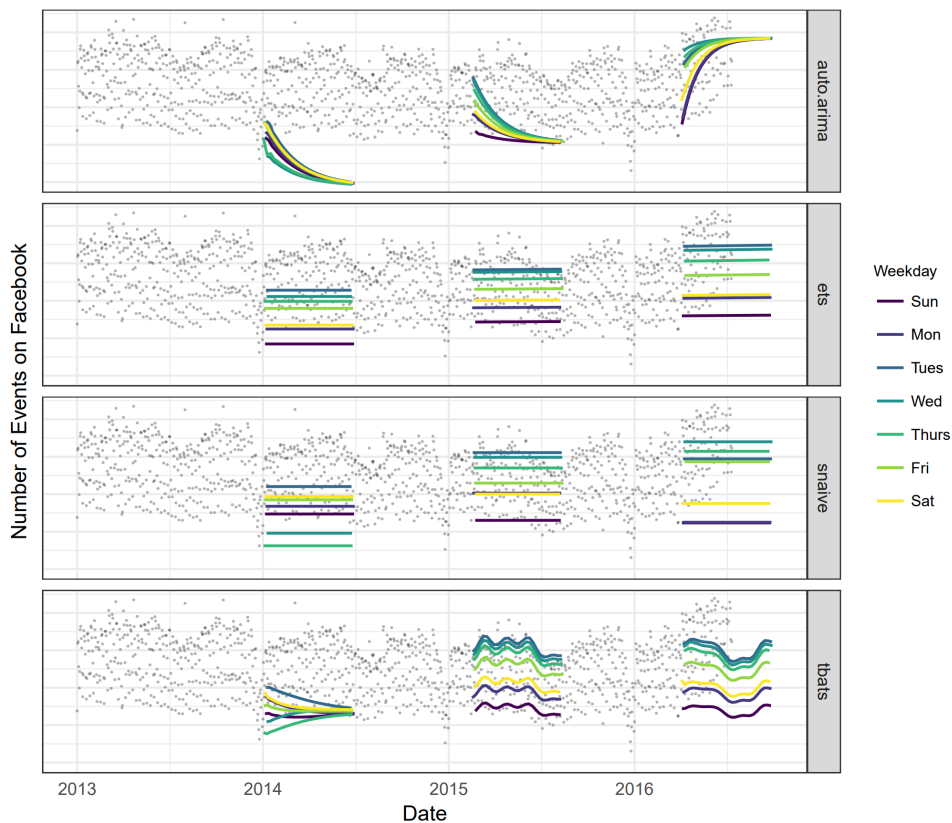 Number of Events on Facebook
auto.arima
ets
snaive
tbats
2013
2014
2015
2016
Date
Weekday
Sun
Mon
Tues
Wed
Thurs
Fri
Sat